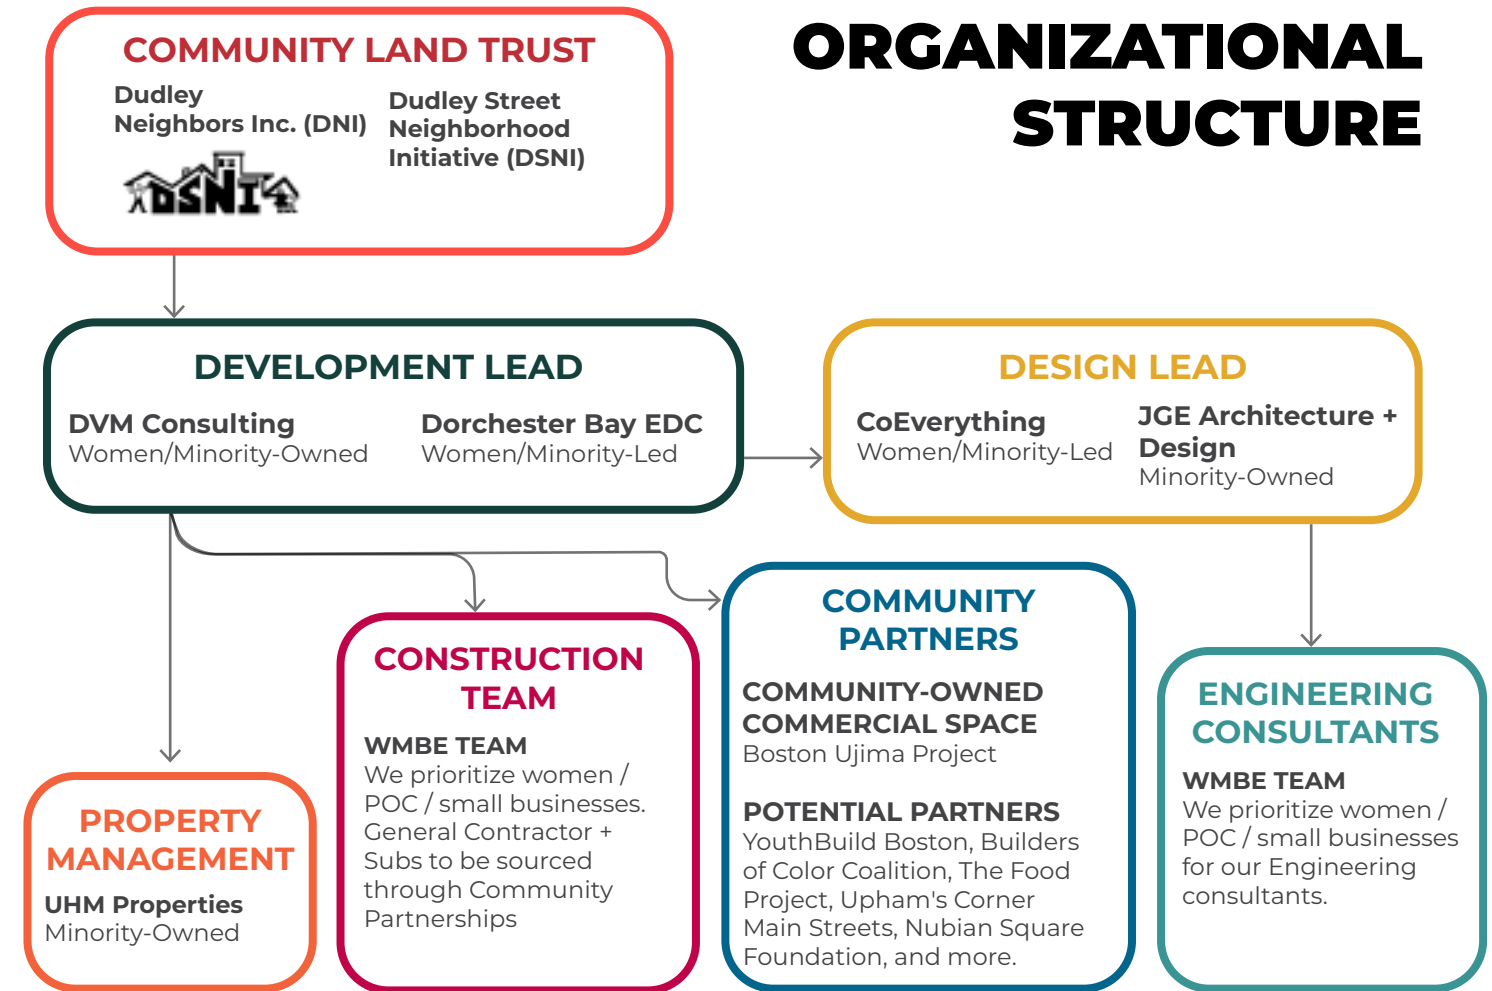 ORGANIZATIONAL
STRUCTURE
COMMUNITY LAND TRUST
Dudley
Neighbors Inc. (DNI)
DSNI
Dudley Street
Neighborhood
Initiative (DSNI)
DEVELOPMENT LEAD
DVM Consulting
Women/Minority-Owned
Dorchester Bay EDC
Women/Minority-Led
DESIGN LEAD
CoEverything
Women/Minority-Led
JGE Architecture +
Design
Minority-Owned
PROPERTY
MANAGEMENT
UHM Properties
Minority-Owned
CONSTRUCTION
TEAM
WMBE TEAM
We prioritize women /
POC / small businesses.
General Contractor +
Subs to be sourced
through Community
Partnerships
COMMUNITY
PARTNERS
COMMUNITY-OWNED
COMMERCIAL SPACE
Boston Ujima Project
POTENTIAL PARTNERS
YouthBuild Boston, Builders
of Color Coalition, The Food
Project, Upham's Corner
Main Streets, Nubian Square
Foundation, and more.
ENGINEERING
CONSULTANTS
WMBE TEAM
We prioritize women /
POC / small businesses
for our Engineering
consultants.